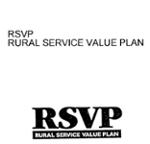 RSVP
RURAL SERVICE VALUE PLAN
RSVP
RURAL SERVICE VALUE PLAN